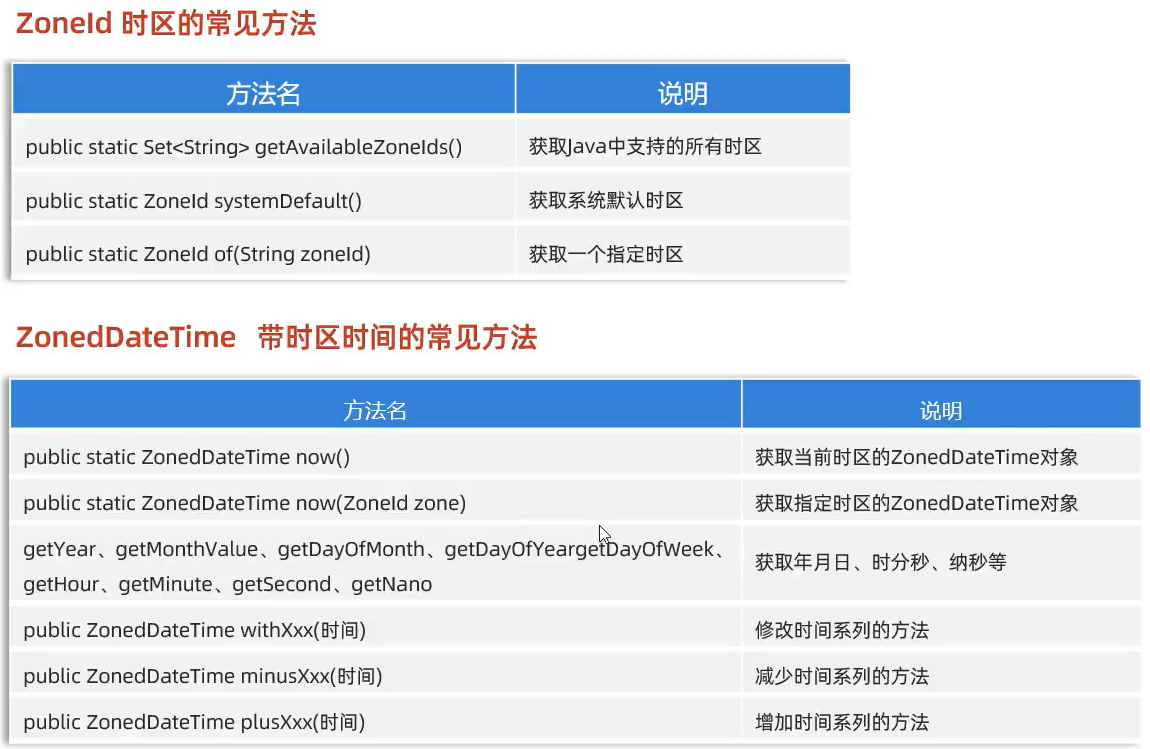 ZoneId 时区的常见方法
方法名 说明
public static Set<String> getAvailableZoneIds() 获取Java中支持的所有时区
public static ZoneId systemDefault() 获取系统默认时区
public static ZoneId of(String zoneId) 获取一个指定时区
ZonedDateTime 带时区时间的常见方法
方法名 说明
public static ZonedDateTime now() 获取当前时区的ZonedDateTime对象
public static ZonedDateTime now(ZoneId zone) 获取指定时区的ZonedDateTime对象
getYear、getMonthValue、getDayOfMonth、getDayOfYeargetDayOfWeek、
getHour、getMinute、getSecond、getNano
获取年月日、时分秒、纳秒等
public ZonedDateTime withXxx(时间) 修改时间系列的方法
public ZonedDateTime minusXxx(时间) 减少时间系列的方法
public ZonedDateTime plusXxx(时间) 增加时间系列的方法